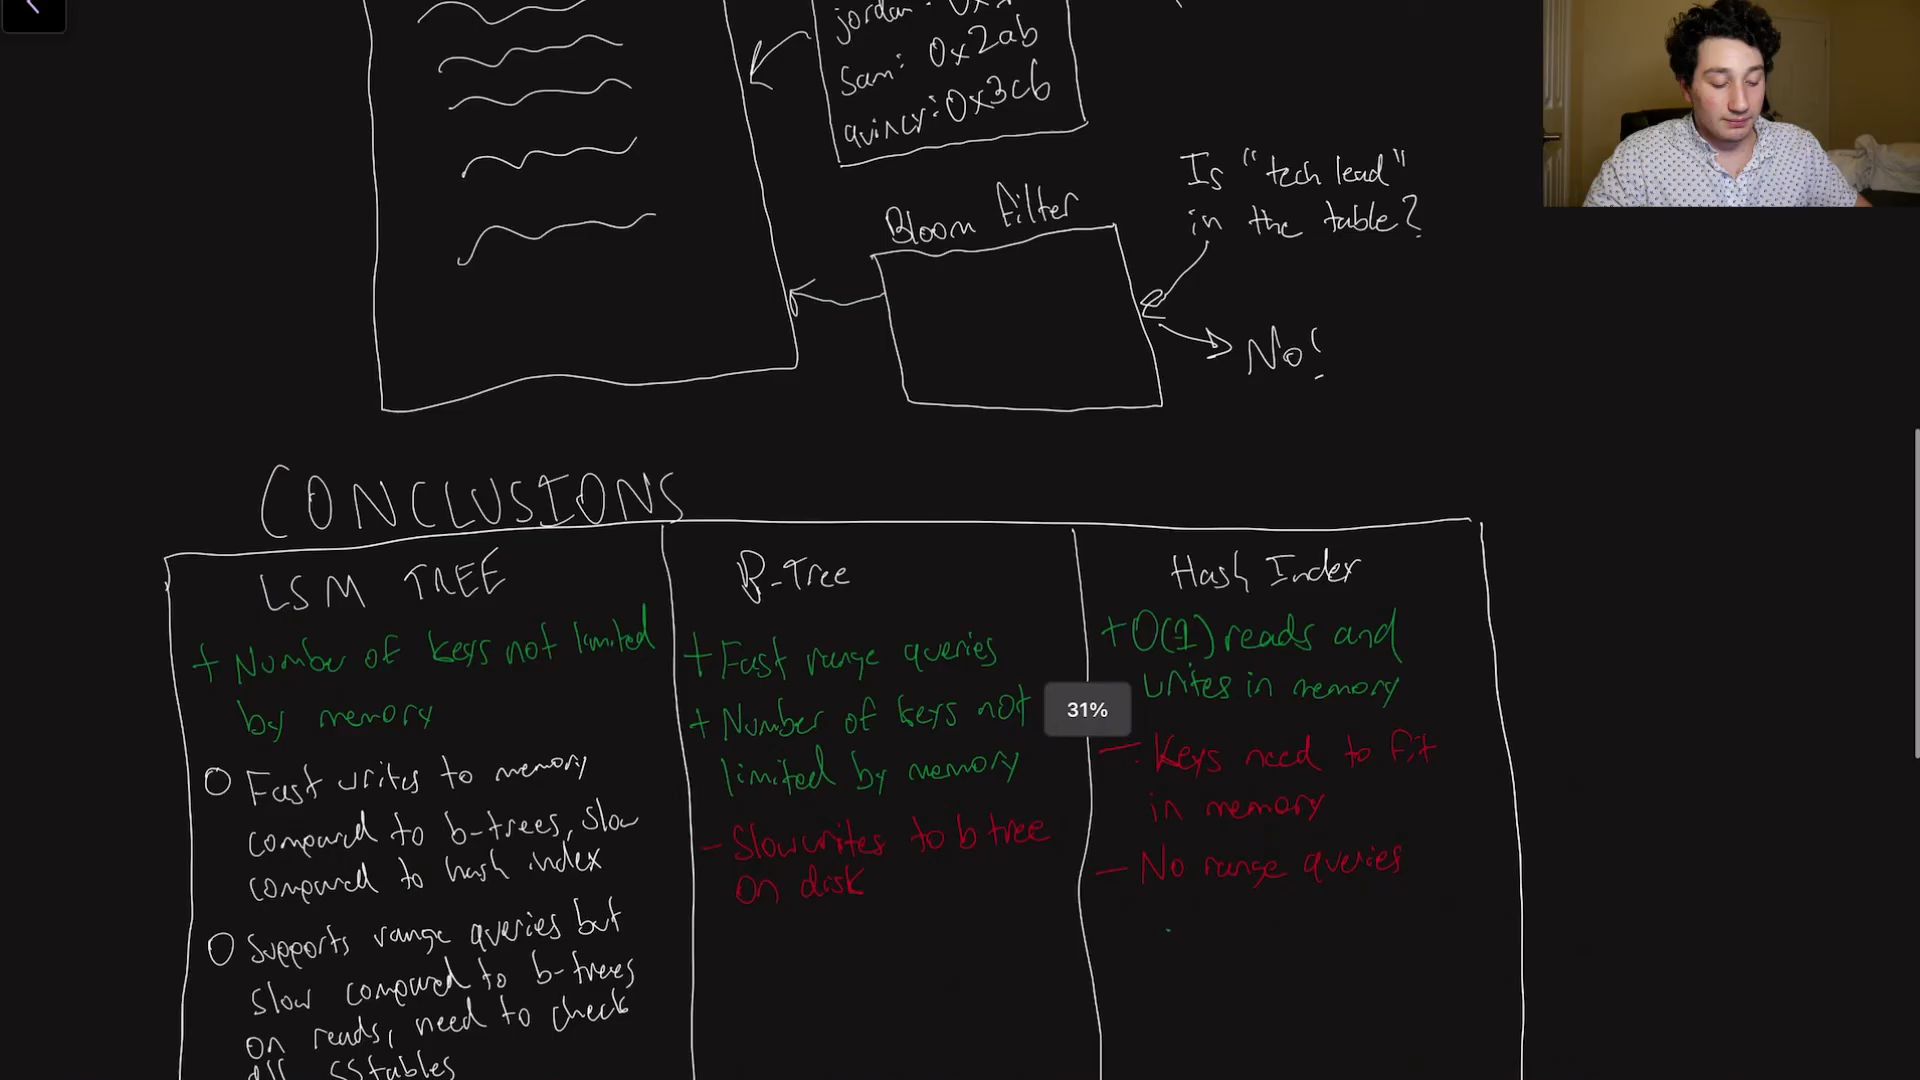 jordan:
Sam: 0x2ab
quincy: 0x3c6
Bloom Filter
Is "tech lead"
in the table?
No!
CONCLUSIONS
LSM TREE
+ Number of keys not limited
by memory
O Fast writes to memory
compared to b-trees, slow
compared to hash index
O Supports range queries but
slow compared to b-trees
on reads, need to check
all SStables
B-Tree
+ Fast range queries
+ Number of keys not
limited by memory
- Slow writes to b tree
on disk
31%
Hash Index
+ O(1) reads and
writes in memory
- Keys need to fit
in memory
- No range queries